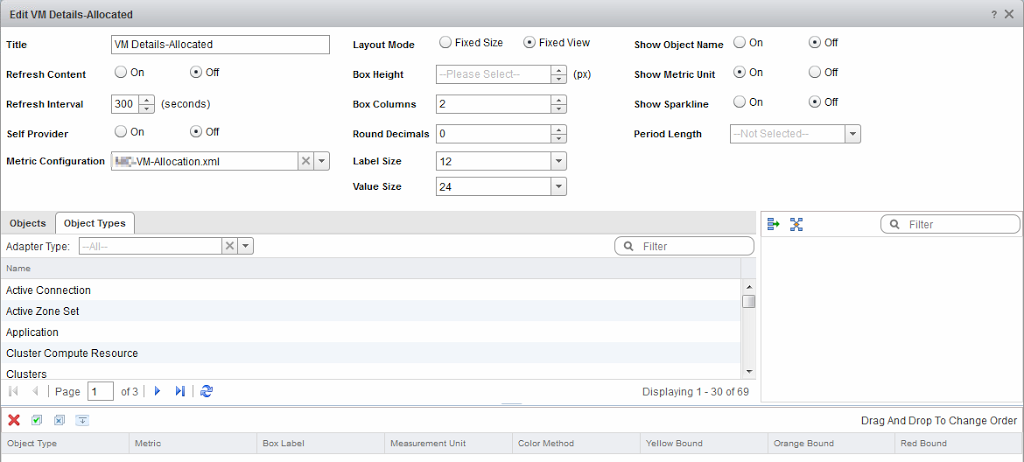 Edit VM Details-Allocated ?
Title VM Details-Allocated Layout Mode Fixed Size Fixed View Show Object Name On Off
Refresh Content On Off Box Height --Please Select-- (px) Show Metric Unit On Off
Refresh Interval 300 (seconds) Box Columns 2 Show Sparkline On Off
Self Provider On Off Round Decimals 0 Period Length --Not Selected--
Metric Configuration -VM-Allocation.xml Label Size 12
Value Size 24
Objects Object Types Filter
Adapter Type: --All-- Filter
Name
Active Connection
Active Zone Set
Application
Cluster Compute Resource
Clusters
Page 1 of 3 Displaying 1 - 30 of 69
Drag And Drop To Change Order
Object Type Metric Box Label Measurement Unit Color Method Yellow Bound Orange Bound Red Bound